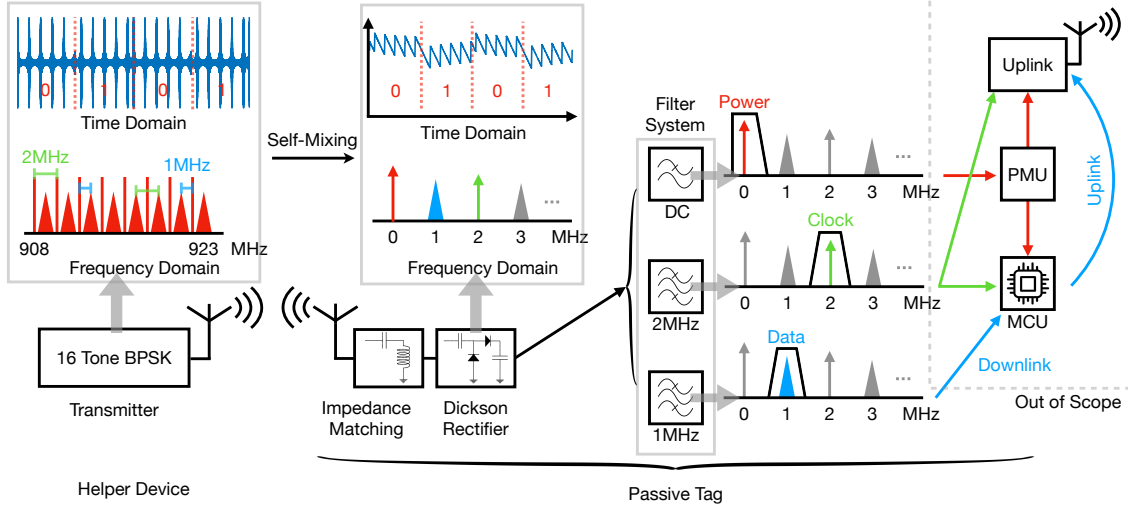 0 1 0 1
Time Domain
2MHz
1MHz
908
923
MHz
Frequency Domain
16 Tone BPSK
Transmitter
Helper Device
Self-Mixing
0 1 0 1
Time Domain
0 1 2 3
...
MHz
Frequency Domain
Impedance
Matching
Dickson
Rectifier
Filter
System
DC
2MHz
1MHz
Power
...
0 1 2 3 MHz
Clock
...
0 1 2 3 MHz
Data
...
0 1 2 3 MHz
Uplink
PMU
Uplink
MCU
Downlink
Out of Scope
Passive Tag